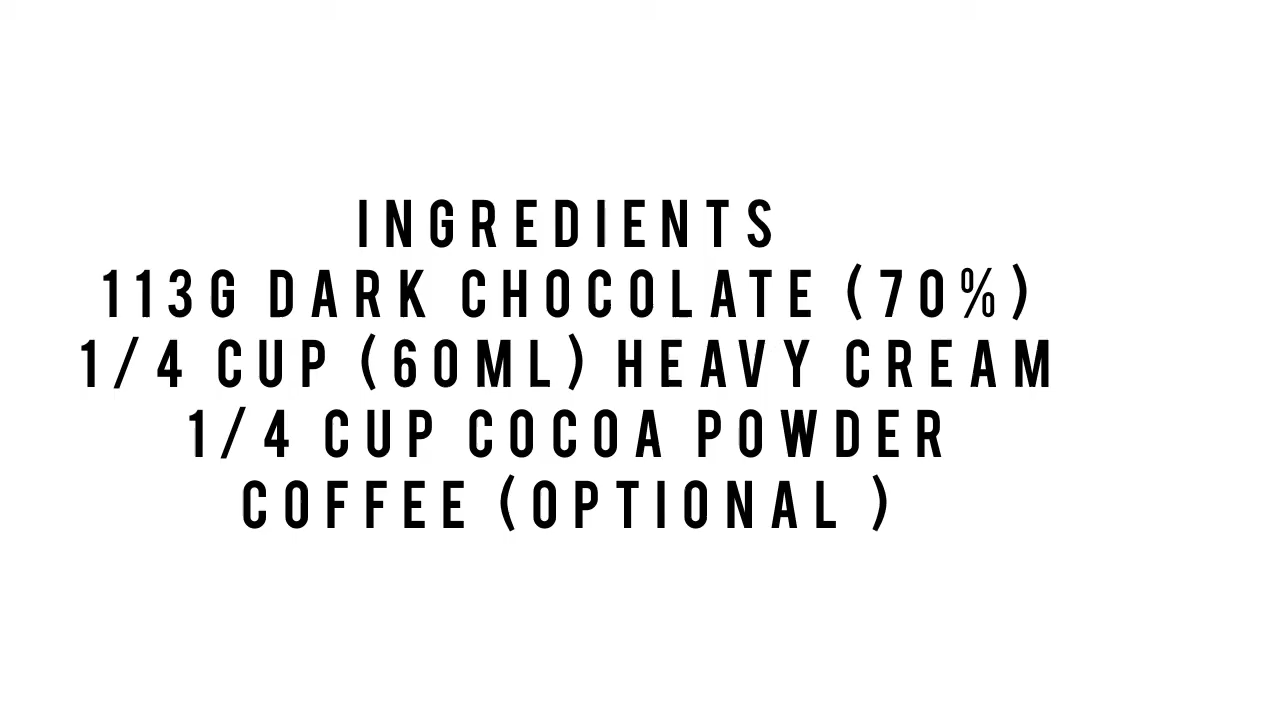 INGREDIENTS
113G DARK CHOCOLATE (70%)
1/4 CUP (60ML) HEAVY CREAM
1/4 CUP COCOA POWDER
COFFEE (OPTIONAL )